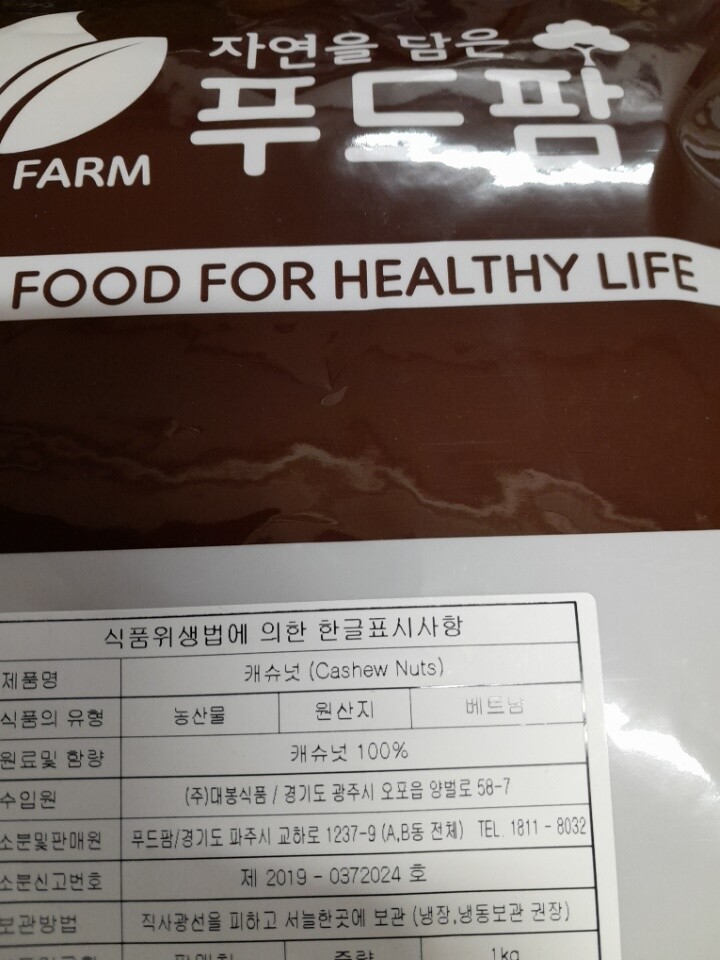 자연을 담은
푸드팜
FARM
FOOD FOR HEALTHY LIFE
식품위생법에 의한 한글표시사항
제품명 캐슈넛 (Cashew Nuts)
식품의 유형 농산물 원산지 베트남
원료및 함량 캐슈넛 100%
수입원 (주)대봉식품 / 경기도 광주시 오포읍 양벌로 58-7
소분및판매원 푸드팜/경기도 파주시 교하로 1237-9 (A,B동 전체) TEL. 1811 - 8032
소분신고번호 제 2019 - 0372024 호
보관방법 직사광선을 피하고 서늘한곳에 보관 (냉장,냉동보관 권장)
중량 1kg